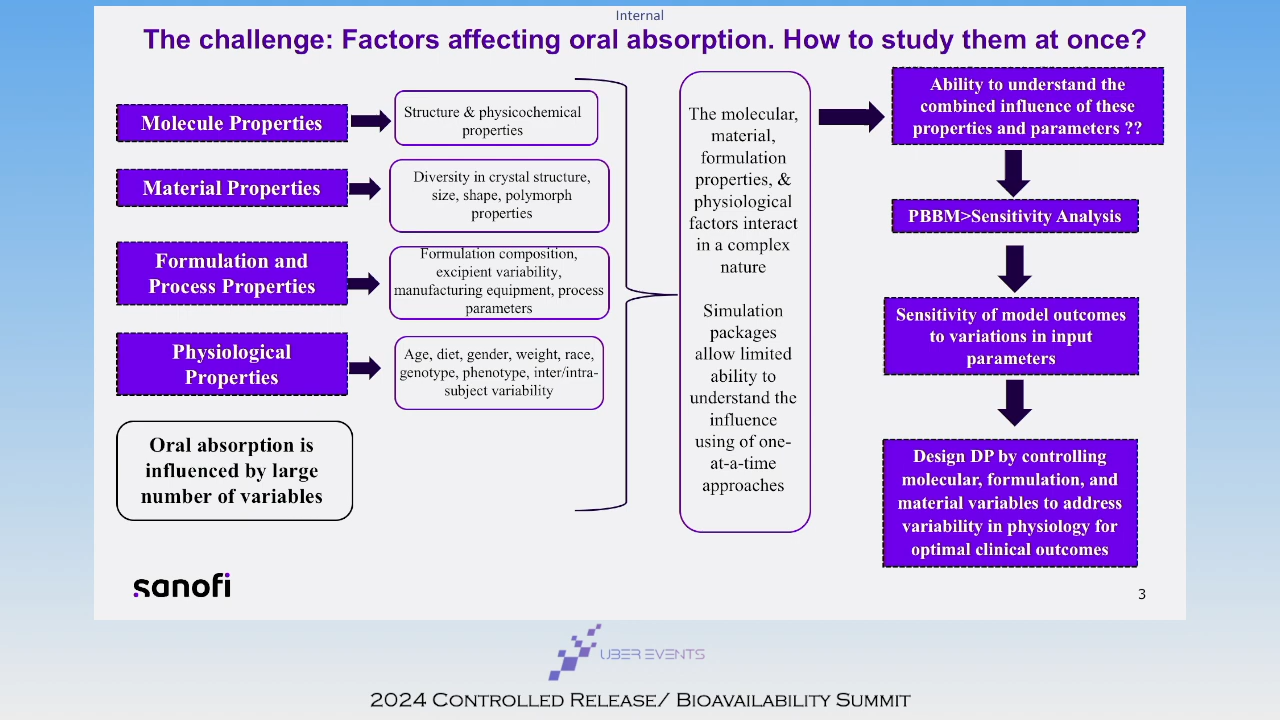 Internal
The challenge: Factors affecting oral absorption. How to study them at once?
Molecule Properties
Structure & physicochemical
properties
Material Properties
Diversity in crystal structure,
size, shape, polymorph
properties
Formulation and
Process Properties
Formulation composition,
excipient variability,
manufacturing equipment, process
parameters
Physiological
Properties
Age, diet, gender, weight, race,
genotype, phenotype, inter/intra-
subject variability
Oral absorption is
influenced by large
number of variables
The molecular,
material,
formulation
properties, &
physiological
factors interact
in a complex
nature
Simulation
packages
allow limited
ability to
understand the
influence
using of one-
at-a-time
approaches
Ability to understand the
combined influence of these
properties and parameters ??
PBBM>Sensitivity Analysis
Sensitivity of model outcomes
to variations in input
parameters
Design DP by controlling
molecular, formulation, and
material variables to address
variability in physiology for
optimal clinical outcomes
sanofi
3
UBER EVENTS
2024 CONTROLLED RELEASE/ BIOAVAILABILITY SUMMIT